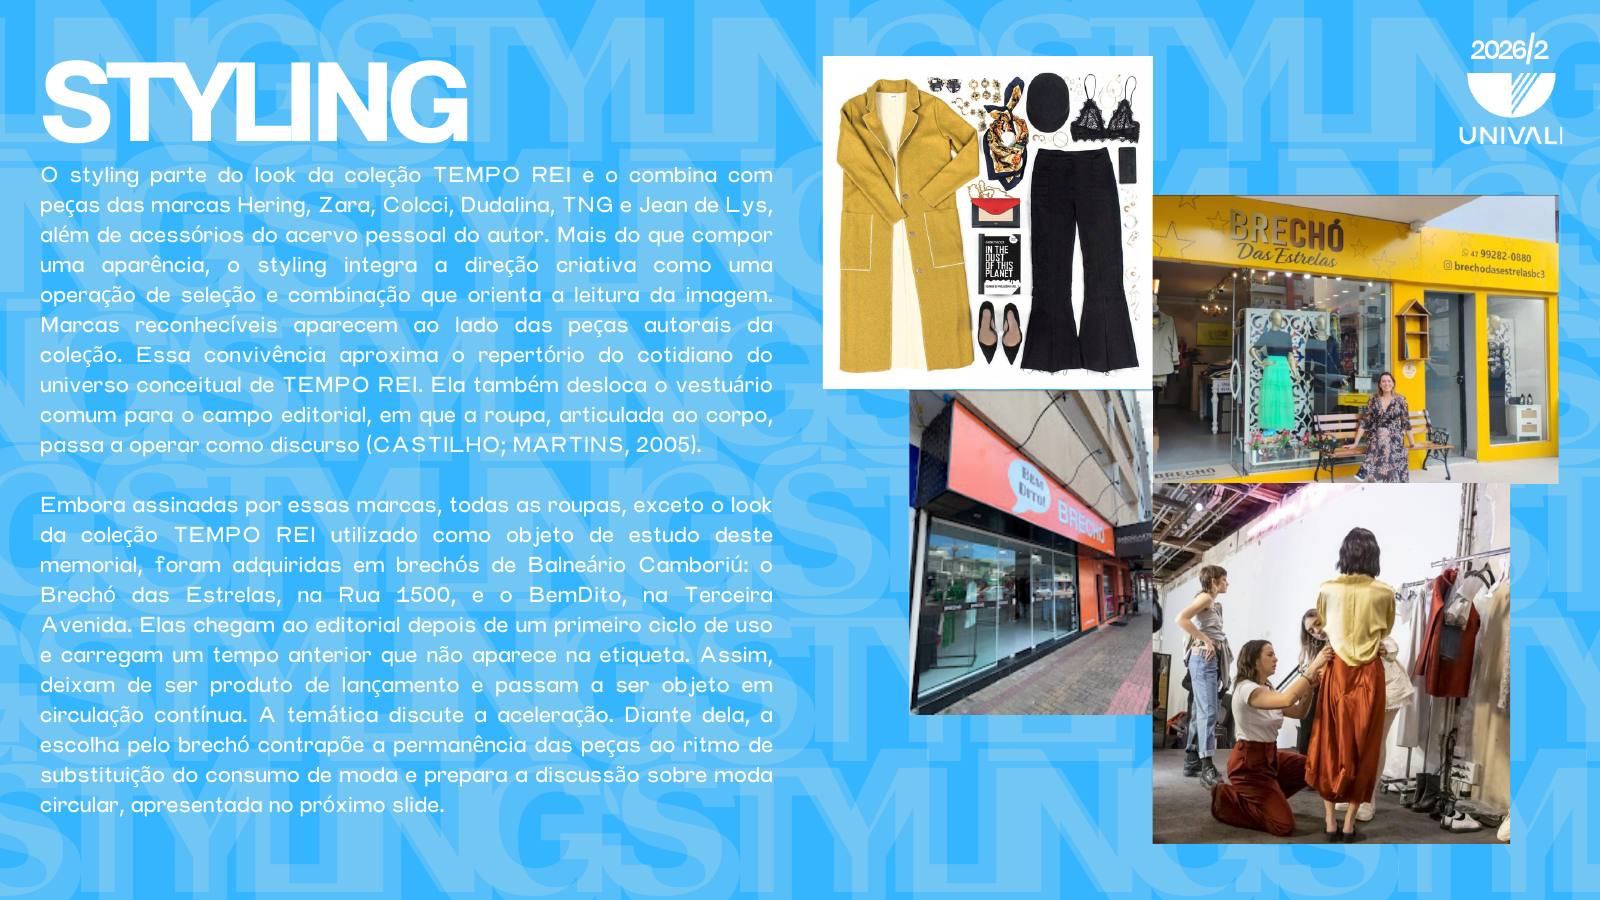 STYLING
O styling parte do look da coleção TEMPO REI e o combina com
peças das marcas Hering, Zara, Colcci, Dudalina, TNG e Jean de Lys,
além de acessórios do acervo pessoal do autor. Mais do que compor
uma aparência, o styling integra a direção criativa como uma
operação de seleção e combinação que orienta a leitura da imagem.
Marcas reconhecíveis aparecem ao lado das peças autorais da
coleção. Essa convivência aproxima o repertório do cotidiano do
universo conceitual de TEMPO REI. Ela também desloca o vestuário
comum para o campo editorial, em que a roupa, articulada ao corpo,
passa a operar como discurso (CASTILHO; MARTINS, 2005).
Embora assinadas por essas marcas, todas as roupas, exceto o look
da coleção TEMPO REI utilizado como objeto de estudo deste
memorial, foram adquiridas em brechós de Balneário Camboriú: o
Brechó das Estrelas, na Rua 1500, e o BemDito, na Terceira
Avenida. Elas chegam ao editorial depois de um primeiro ciclo de uso
e carregam um tempo anterior que não aparece na etiqueta. Assim,
deixam de ser produto de lançamento e passam a ser objeto em
circulação contínua. A temática discute a aceleração. Diante dela, a
escolha pelo brechó contrapõe a permanência das peças ao ritmo de
substituição do consumo de moda e prepara a discussão sobre moda
circular, apresentada no próximo slide.
IN THE
DUST
OF THIS
PLANET
BRECHÓ
Das Estrelas
47 99282-0880
brechodasestrelasbc3
BRECHÓ
BEM
DITO!
BRECHÓ
2026/2
UNIVALI